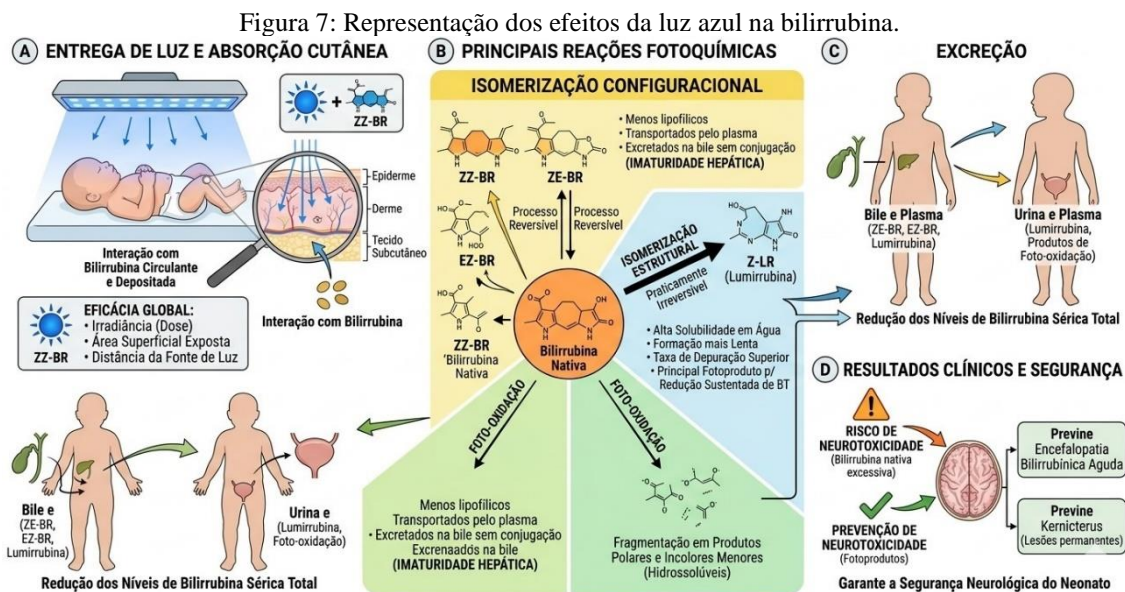 Figura 7: Representação dos efeitos da luz azul na bilirrubina.
A ENTREGA DE LUZ E ABSORÇÃO CUTÂNEA
ZZ-BR
Epiderme
Derme
Tecido
Subcutâneo
Interação com
Bilirrubina Circulante
e Depositada
Interação com Bilirrubina
ZZ-BR
EFICÁCIA GLOBAL:
• Irradiância (Dose)
• Área Superficial Exposta
• Distância da Fonte de Luz
Bile e
(ZE-BR,
EZ-BR,
Lumirrubina)
Urina e
(Lumirrubina,
Foto-oxidação)
Redução dos Níveis de Bilirrubina Sérica Total
B PRINCIPAIS REAÇÕES FOTOQUÍMICAS
ISOMERIZAÇÃO CONFIGURACIONAL
ZZ-BR
ZE-BR
• Menos lipofílicos
• Transportados pelo plasma
• Excretados na bile sem conjugação
(IMATURIDADE HEPÁTICA)
Processo
Reversível
Processo
Reversível
EZ-BR
ZZ-BR
'Bilirrubina
Nativa
Bilirrubina
Nativa
ISOMERIZAÇÃO
ESTRUTURAL
Praticamente
Irreversível
Z-LR
(Lumirrubina)
• Alta Solubilidade em Água
• Formação mais Lenta
• Taxa de Depuração Superior
• Principal Fotoproduto p/
Redução Sustentada de BT
FOTO-OXIDAÇÃO
Menos lipofílicos
Transportados pelo plasma
• Excretados na bile sem conjugação
Excrenaados na bile
(IMATURIDADE HEPÁTICA)
FOTO-OXIDAÇÃO
Fragmentação em Produtos
Polares e Incolores Menores
(Hidrossolúveis)
C EXCREÇÃO
Bile e Plasma
(ZE-BR, EZ-BR,
Lumirrubina)
Urina e Plasma
(Lumirrubina,
Produtos de
Foto-oxidação)
Redução dos Níveis de Bilirrubina Sérica Total
D RESULTADOS CLÍNICOS E SEGURANÇA
RISCO DE
NEUROTOXICIDADE
(Bilirrubina nativa
excessiva)
PREVENÇÃO DE
NEUROTOXICIDADE
(Fotoprodutos)
Previne
Encefalopatia
Bilirrubínica Aguda
Previne
Kernicterus
(Lesões permanentes)
Garante a Segurança Neurológica do Neonato